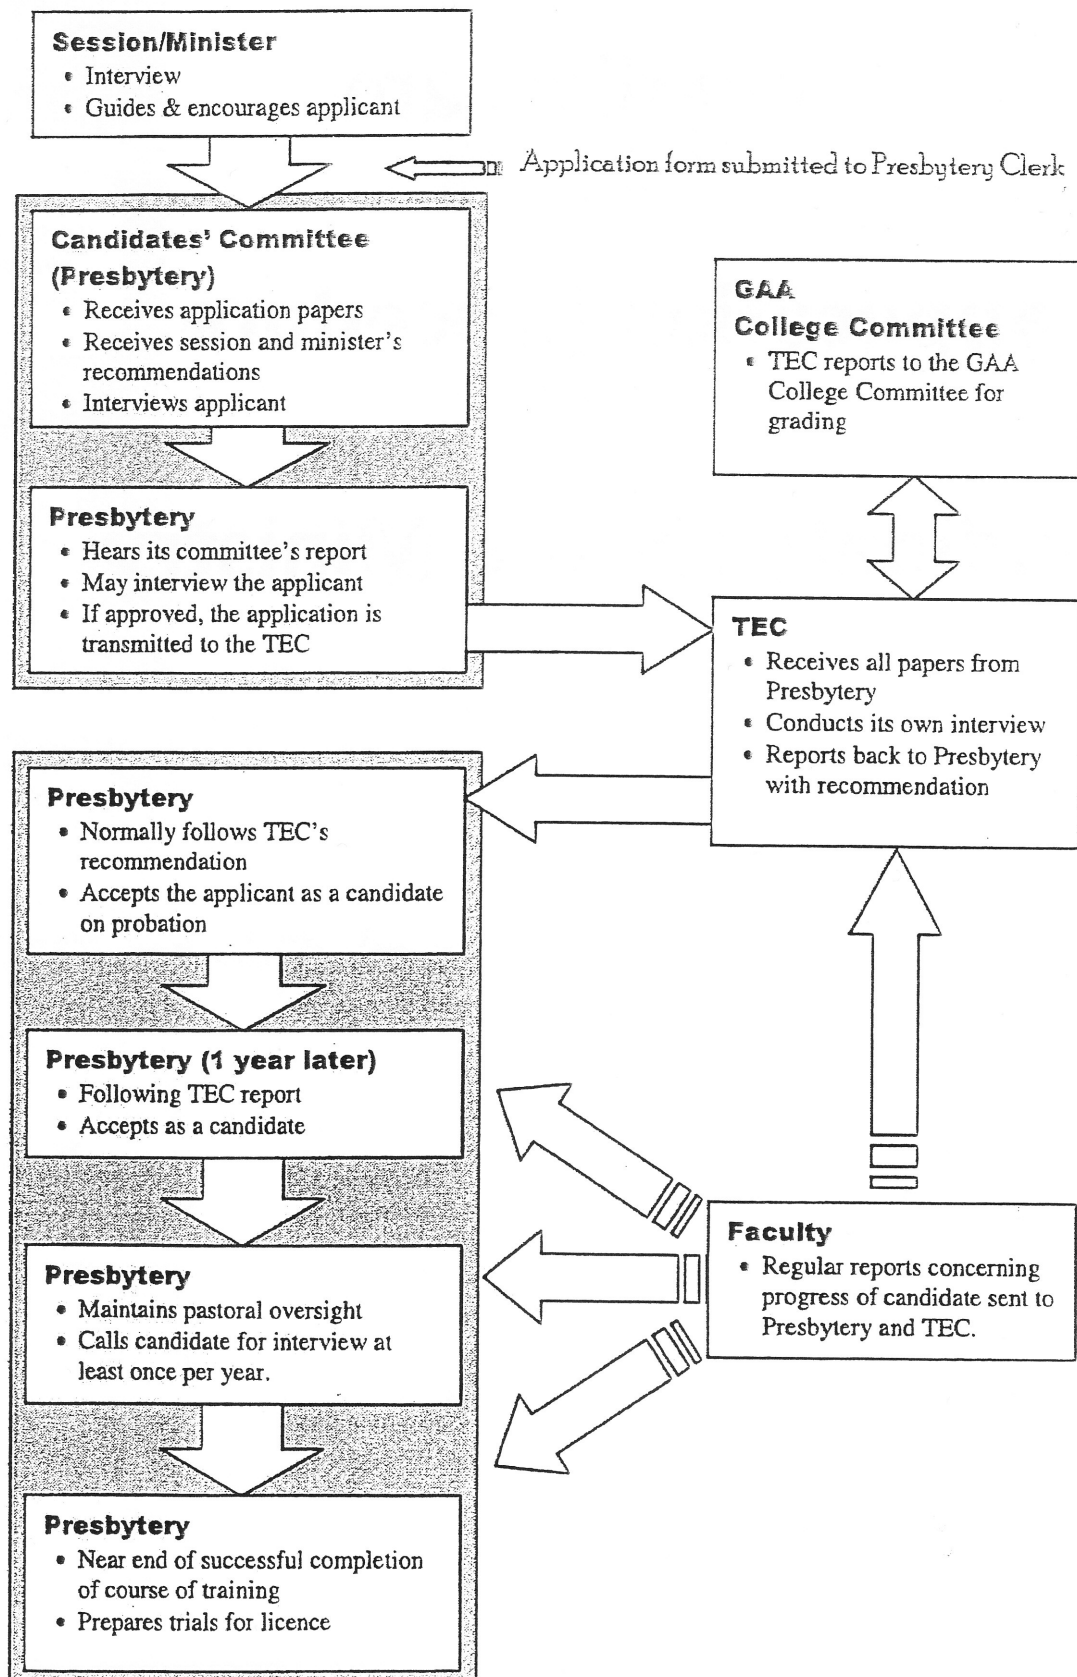 Session/Minister
• Interview
• Guides & encourages applicant
Application form submitted to Presbytery Clerk
Candidates' Committee
(Presbytery)
• Receives application papers
• Receives session and minister's
recommendations
• Interviews applicant
GAA
College Committee
• TEC reports to the GAA
College Committee for
grading
Presbytery
• Hears its committee's report
• May interview the applicant
• If approved, the application is
transmitted to the TEC
TEC
• Receives all papers from
Presbytery
• Conducts its own interview
• Reports back to Presbytery
with recommendation
Presbytery
• Normally follows TEC's
recommendation
• Accepts the applicant as a candidate
on probation
Presbytery (1 year later)
• Following TEC report
• Accepts as a candidate
Faculty
• Regular reports concerning
progress of candidate sent to
Presbytery and TEC.
Presbytery
• Maintains pastoral oversight
• Calls candidate for interview at
least once per year.
Presbytery
• Near end of successful completion
of course of training
• Prepares trials for licence